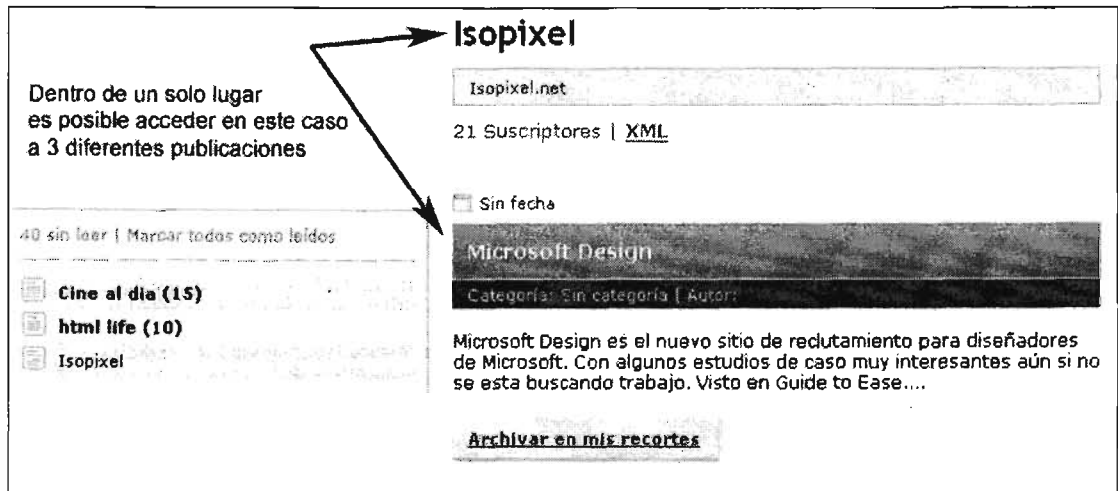 Isopixel
Dentro de un solo lugar
es posible acceder en este caso
a 3 diferentes publicaciones
Isopixel.net
21 Suscriptores | XML
Sin fecha
40 sin leer | Marcar todos como leídos
Cine al dia (15)
html life (10)
Isopixel
Microsoft Design
Categoría: Sin categoría | Autor:
Microsoft Design es el nuevo sitio de reclutamiento para diseñadores
de Microsoft. Con algunos estudios de caso muy interesantes aún si no
se esta buscando trabajo. Visto en Guide to Ease....
Archivar en mis recortes